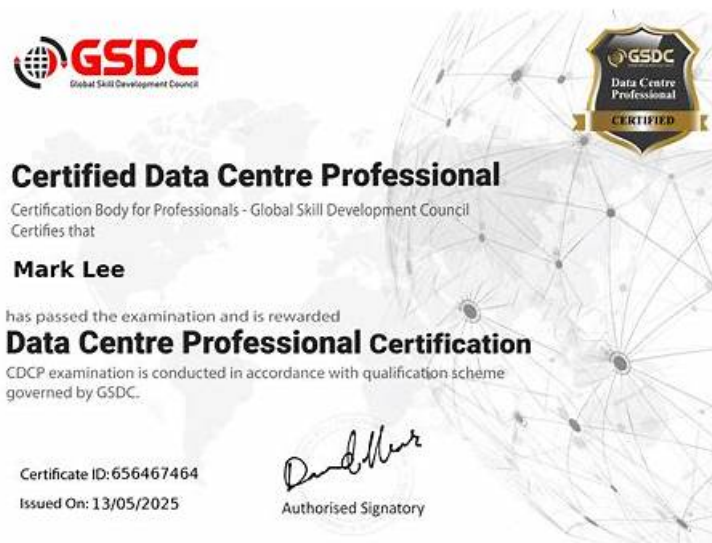 GSDC
Global Skill Development Council
GSDC
Data Centre
Professional
CERTIFIED
Certified Data Centre Professional
Certification Body for Professionals - Global Skill Development Council
Certifies that
Mark Lee
has passed the examination and is rewarded
Data Centre Professional Certification
CDCP examination is conducted in accordance with qualification scheme
governed by GSDC.
Certificate ID: 656467464
Issued On: 13/05/2025
Authorised Signatory